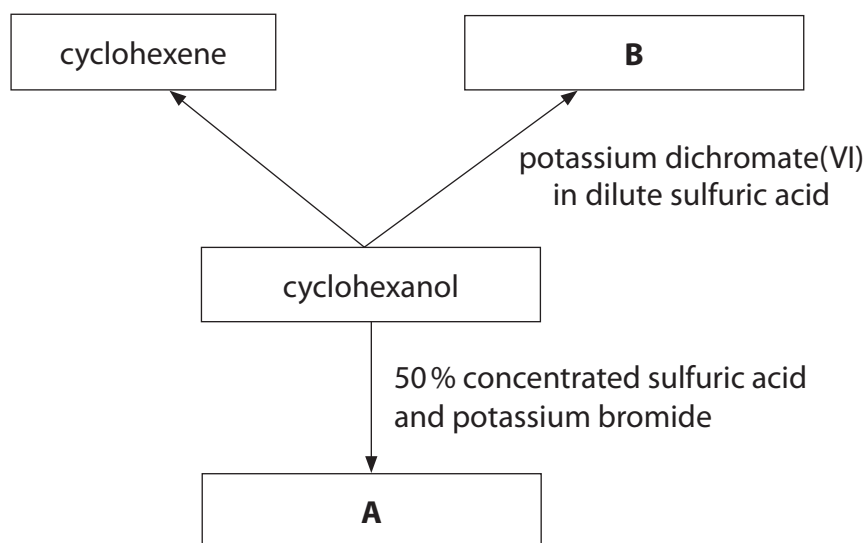 cyclohexene
B
potassium dichromate(VI)
in dilute sulfuric acid
cyclohexanol
50% concentrated sulfuric acid
and potassium bromide
A